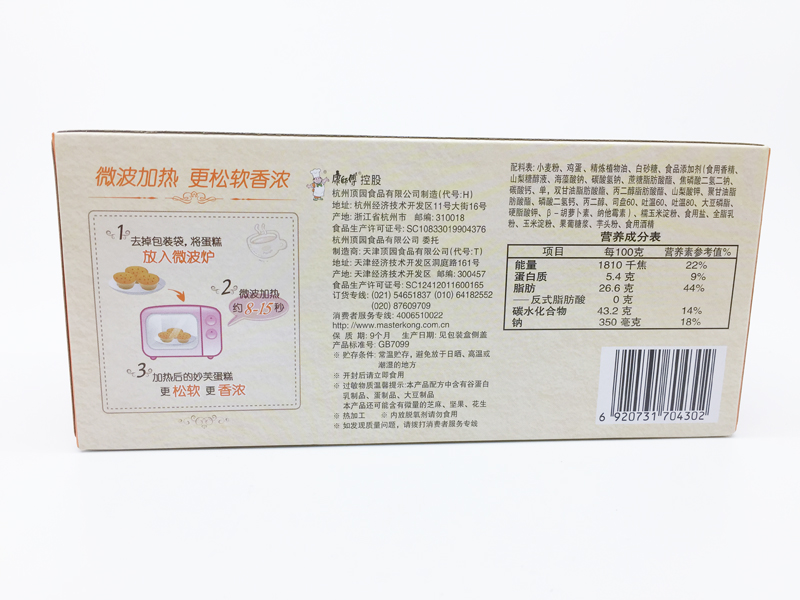 微波加热 更松软香浓
1 去掉包装袋，将蛋糕
放入微波炉
2 微波加热
约8-15秒
3 加热后的妙芙蛋糕
更松软 更香浓
康师傅 控股
杭州顶园食品有限公司制造(代号:H)
地址: 杭州经济技术开发区11号大街16号
产地: 浙江省杭州市 邮编: 310018
食品生产许可证号: SC10833019904376
杭州顶园食品有限公司 委托
制造商: 天津顶园食品有限公司(代号:T)
地址: 天津经济技术开发区洞庭路161号
产地: 天津经济技术开发区 邮编: 300457
食品生产许可证号: SC12412011600165
订货专线: (021) 54651837 (010) 64182552
(020) 87609709
消费者服务专线: 4006510022
http://www.masterkong.com.cn
保质期: 9个月 生产日期: 见包装盒侧盖
产品标准号: GB7099
※ 贮存条件: 常温贮存，避免放于日晒、高温或
潮湿的地方
※ 开封后请立即食用
※ 过敏物质温馨提示: 本产品配方中含有谷蛋白
乳制品、蛋制品、大豆制品
本产品还可能含有微量的芝麻、坚果、花生
※ 热加工 ※ 内放脱氧剂请勿食用
※ 如发现质量问题，请拨打消费者服务专线
配料表: 小麦粉、鸡蛋、精炼植物油、白砂糖、食品添加剂(食用香精、
山梨糖醇液、海藻酸钠、碳酸氢钠、蔗糖脂肪酸酯、焦磷酸二氢二钠、
碳酸钙、单，双甘油脂肪酸酯、丙二醇脂肪酸酯、山梨酸钾、聚甘油脂
肪酸酯、磷酸二氢钙、丙二醇、司盘60、吐温60、吐温80、大豆磷脂、
硬脂酸钾、β-胡萝卜素、纳他霉素)、糯玉米淀粉、食用盐、全脂乳
粉、玉米淀粉、果葡糖浆、芋头粉、食用酒精
营养成分表
项目 每100克 营养素参考值%
能量 1810 千焦 22%
蛋白质 5.4 克 9%
脂肪 26.6 克 44%
——反式脂肪酸 0 克
碳水化合物 43.2 克 14%
钠 350 毫克 18%
6 920731 704302